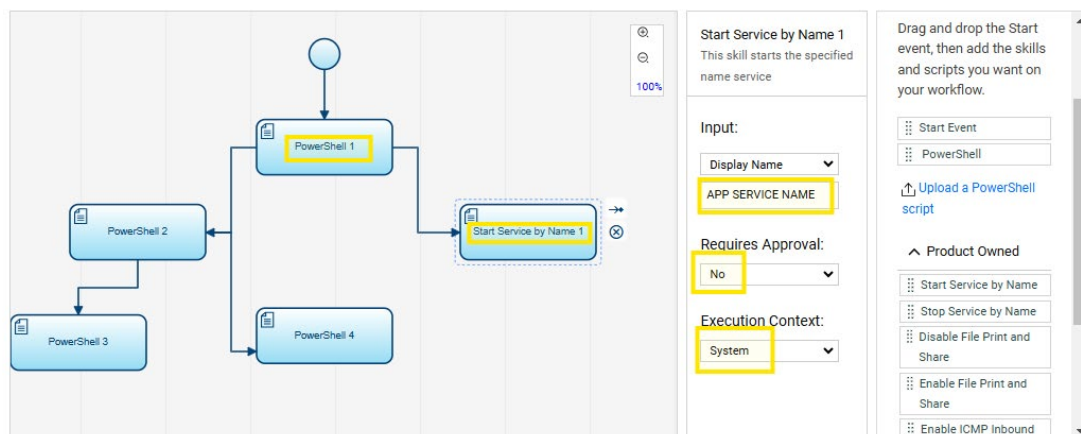 100%
PowerShell 1
PowerShell 2
Start Service by Name 1
PowerShell 3
PowerShell 4
Start Service by Name 1
This skill starts the specified
name service
Input:
Display Name
APP SERVICE NAME
Requires Approval:
No
Execution Context:
System
Drag and drop the Start
event, then add the skills
and scripts you want on
your workflow.
Start Event
PowerShell
Upload a PowerShell
script
Product Owned
Start Service by Name
Stop Service by Name
Disable File Print and
Share
Enable File Print and
Share
Enable ICMP Inbound